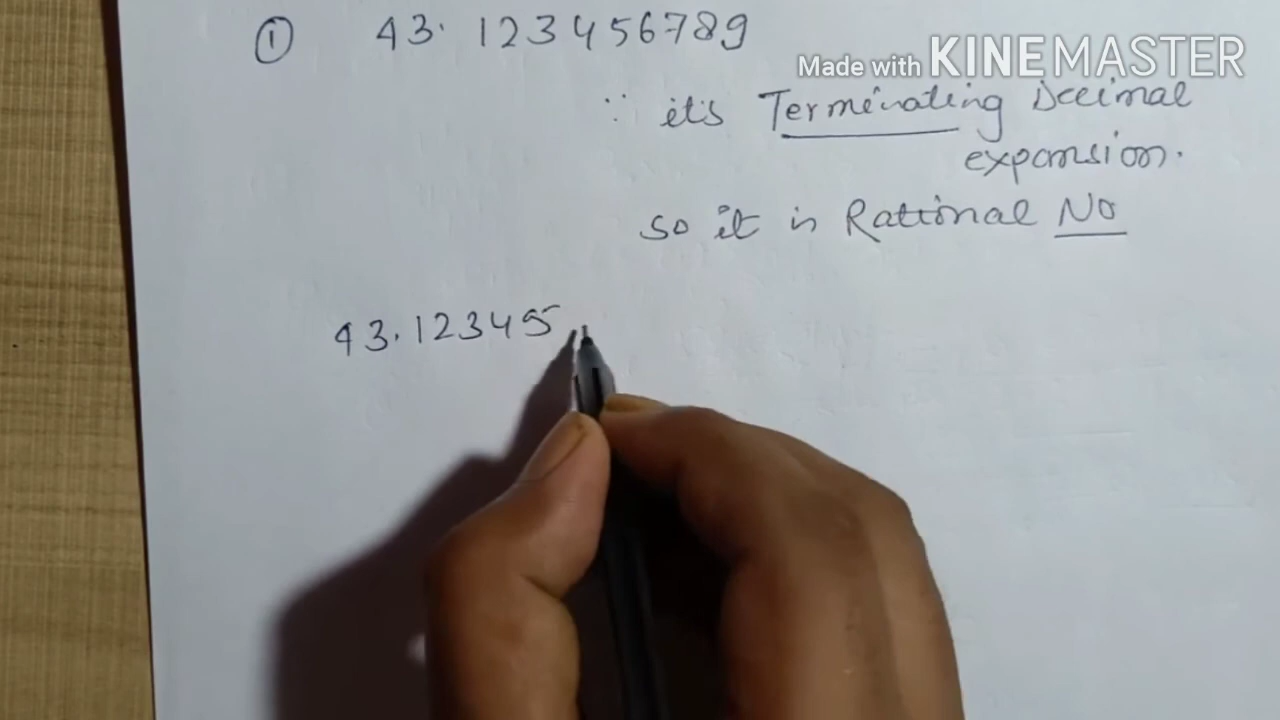 ① 43. 123456789
Made with KINEMASTER
∵ it's Terminating Decimal
expansion.
so it is Rational No
43.12345